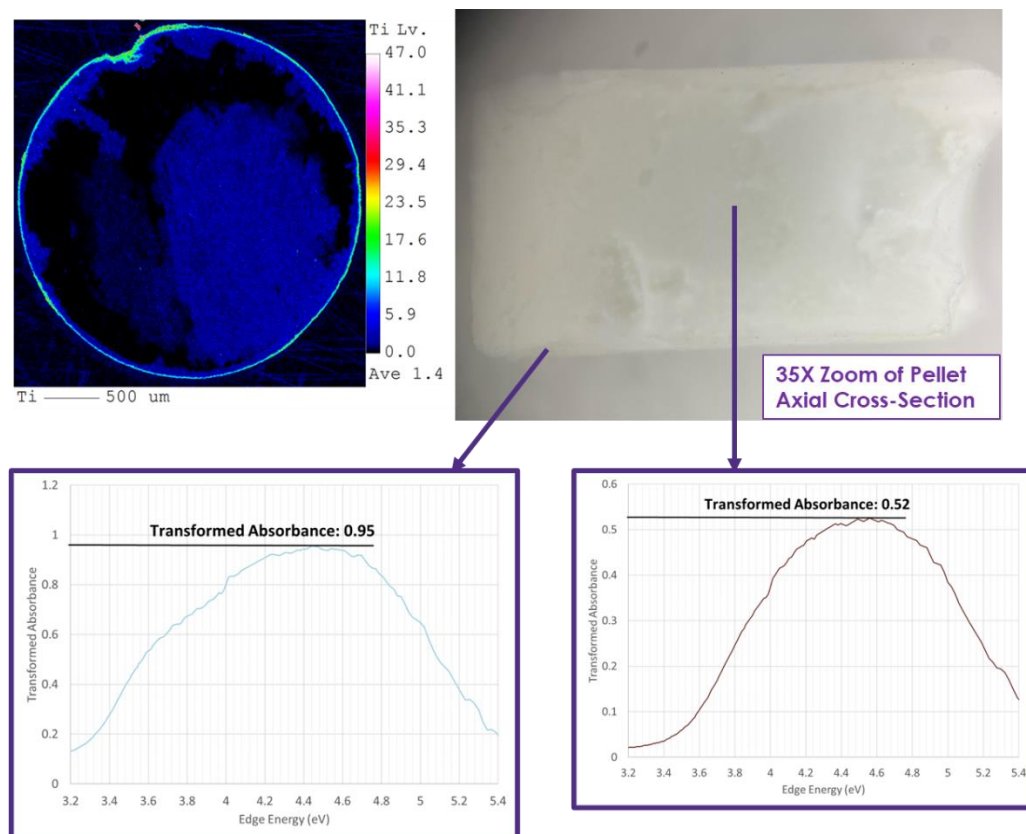 Ti Lv.
47.0
41.1
35.3
29.4
23.5
17.6
11.8
5.9
0.0
Ave 1.4
Ti 500 um
35X Zoom of Pellet
Axial Cross-Section
1.2
1
0.8
0.6
0.4
0.2
0
Transformed Absorbance
Transformed Absorbance: 0.95
3.2 3.4 3.6 3.8 4 4.2 4.4 4.6 4.8 5 5.2 5.4
Edge Energy (eV)
0.6
0.5
0.4
0.3
0.2
0.1
0
Transformed Absorbance
Transformed Absorbance: 0.52
3.2 3.4 3.6 3.8 4 4.2 4.4 4.6 4.8 5 5.2 5.4
Edge Energy (eV)